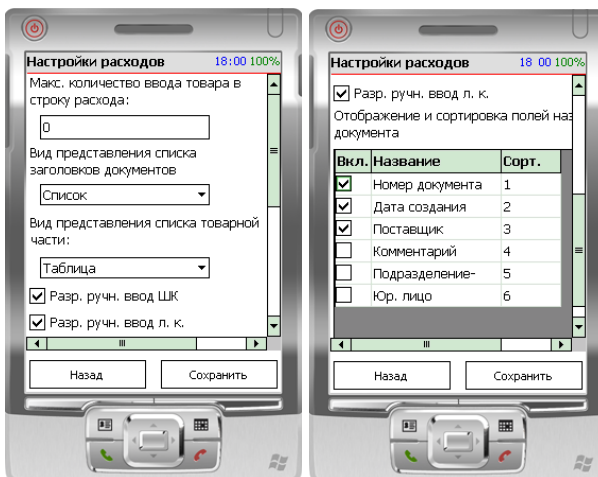 Настройки расходов 18:00 100%
Макс. количество ввода товара в
строку расхода:
0
Вид представления списка
заголовков документов
Список
Вид представления списка товарной
части:
Таблица
Разр. ручн. ввод ШК
Разр. ручн. ввод л. к.
Назад Сохранить
Настройки расходов 18 00 100%
Разр. ручн. ввод л. к.
Отображение и сортировка полей наз
документа
Вкл. Название Сорт.
Номер документа 1
Дата создания 2
Поставщик 3
Комментарий 4
Подразделение- 5
Юр. лицо 6
Назад Сохранить